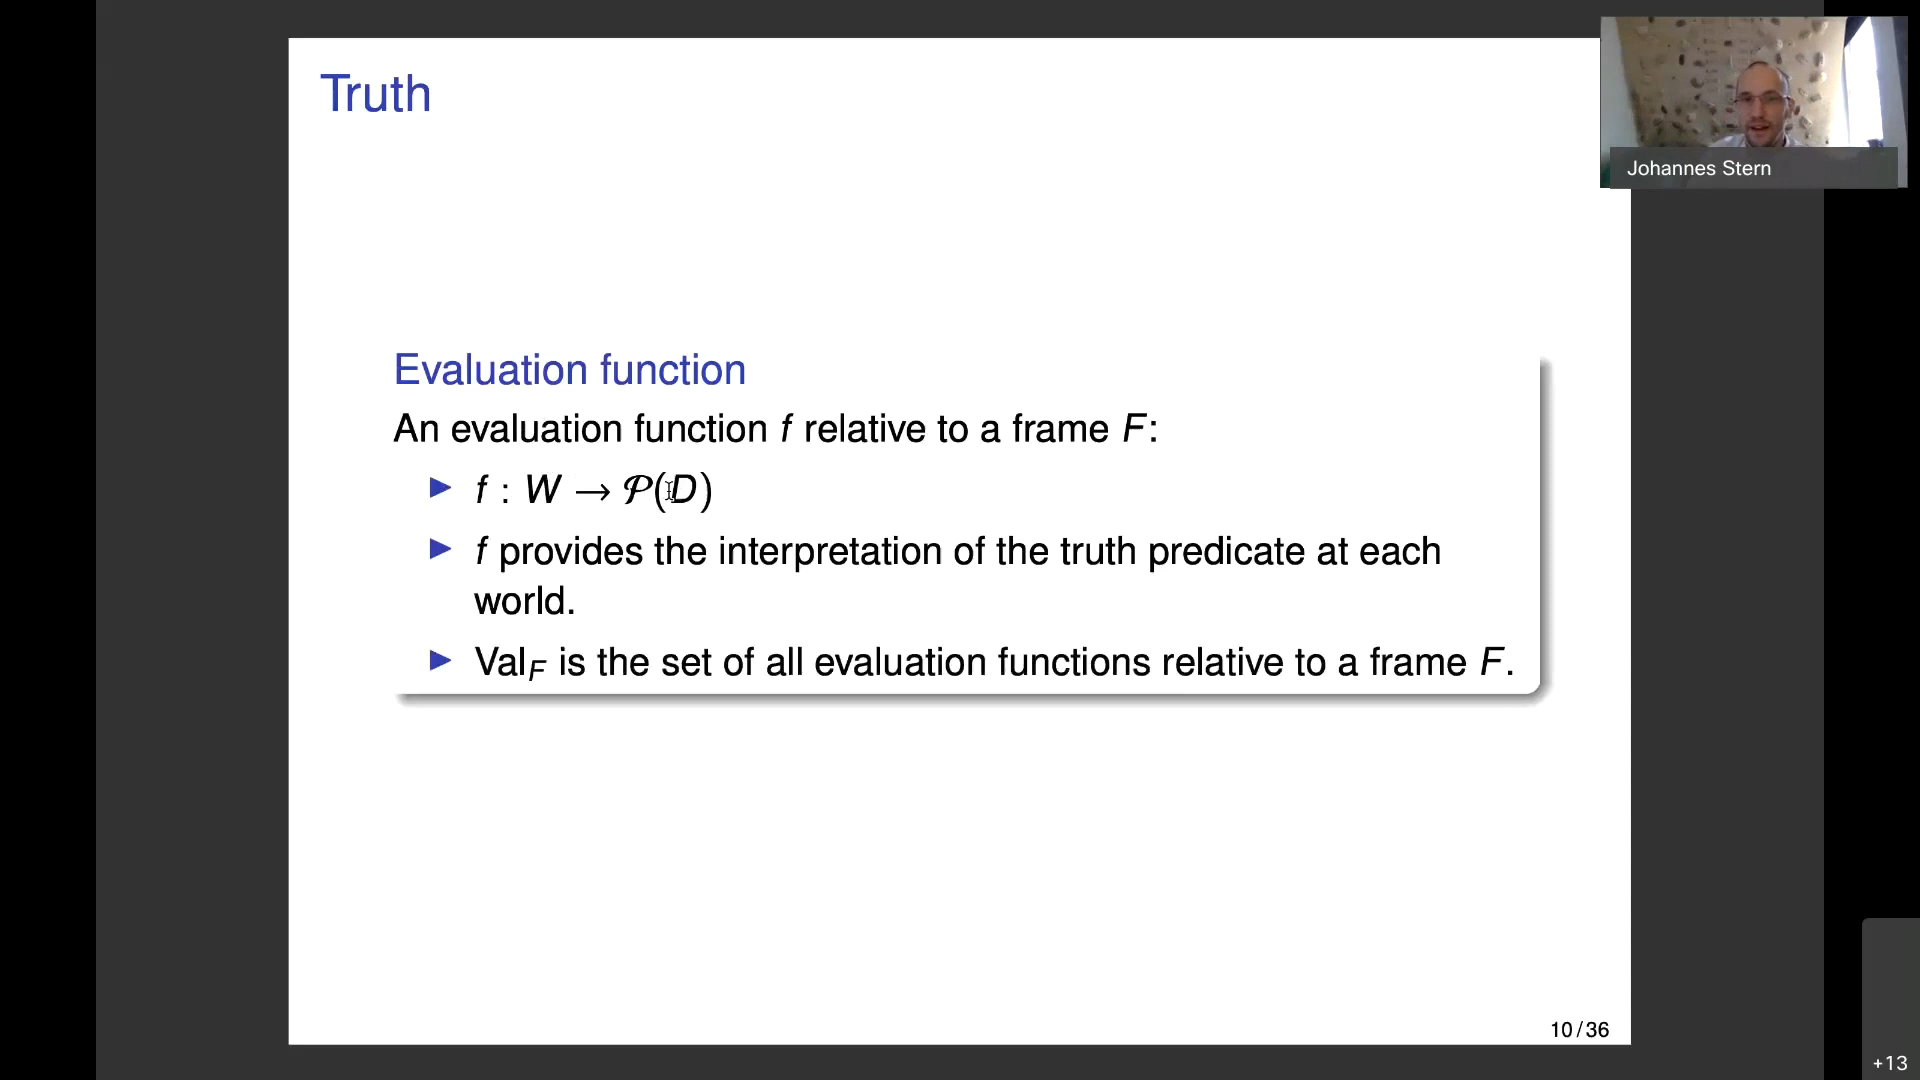 Truth
Johannes Stern
Evaluation function
An evaluation function f relative to a frame F:
▶ f : W → 𝒫(D)
▶ f provides the interpretation of the truth predicate at each
world.
▶ Val_F is the set of all evaluation functions relative to a frame F.
10/36
+13